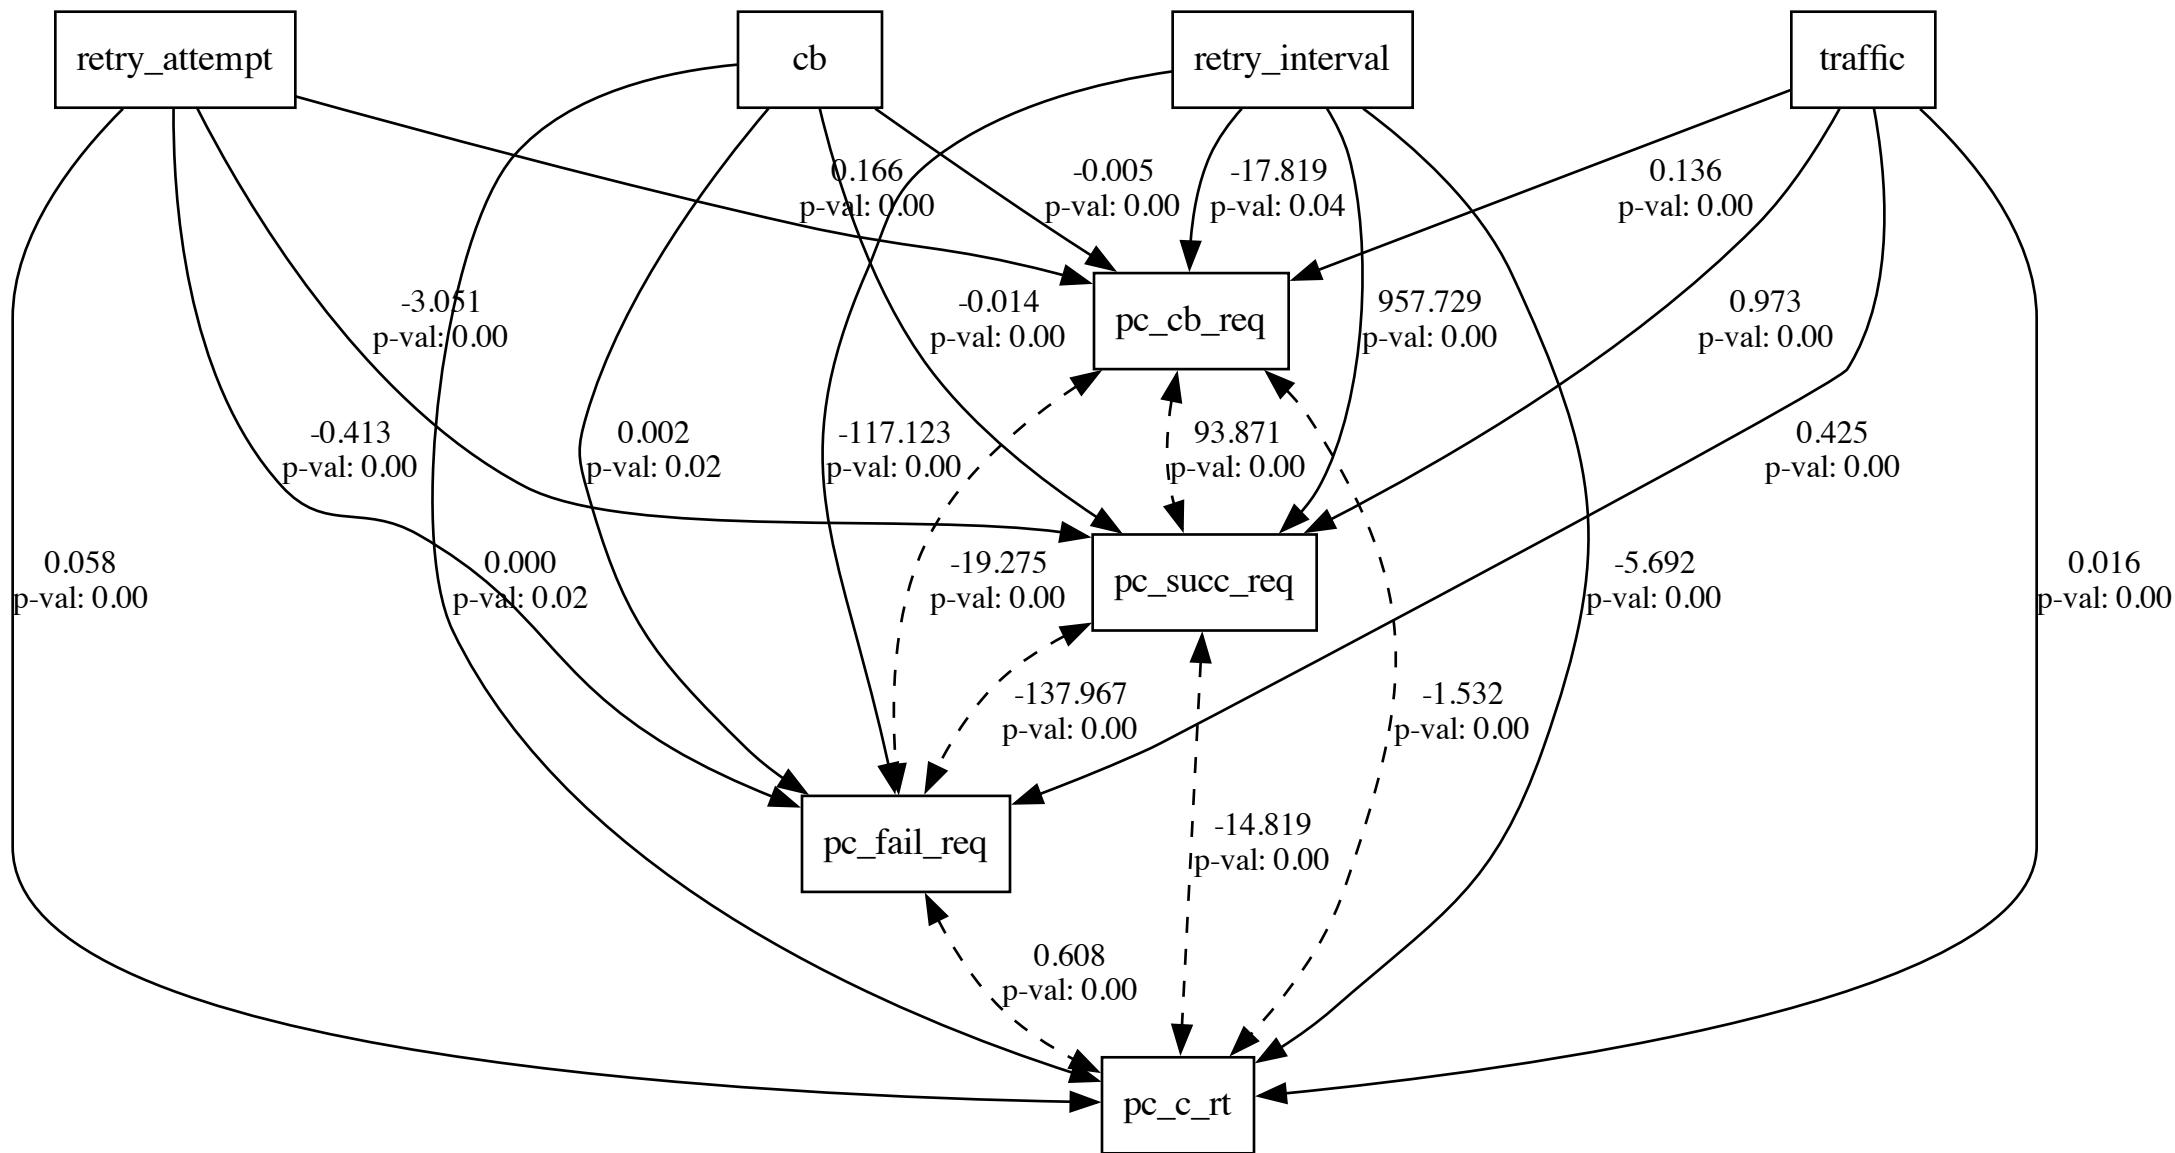 retry_attempt
cb
retry_interval
traffic
0.166
p-val: 0.00
-0.005
p-val: 0.00
-17.819
p-val: 0.04
0.136
p-val: 0.00
-3.051
p-val: 0.00
-0.014
p-val: 0.00
pc_cb_req
957.729
p-val: 0.00
0.973
p-val: 0.00
-0.413
p-val: 0.00
0.002
p-val: 0.02
-117.123
p-val: 0.00
93.871
p-val: 0.00
0.425
p-val: 0.00
0.058
p-val: 0.00
0.000
p-val: 0.02
-19.275
p-val: 0.00
pc_succ_req
-5.692
p-val: 0.00
0.016
p-val: 0.00
-137.967
p-val: 0.00
-1.532
p-val: 0.00
pc_fail_req
-14.819
p-val: 0.00
0.608
p-val: 0.00
pc_c_rt